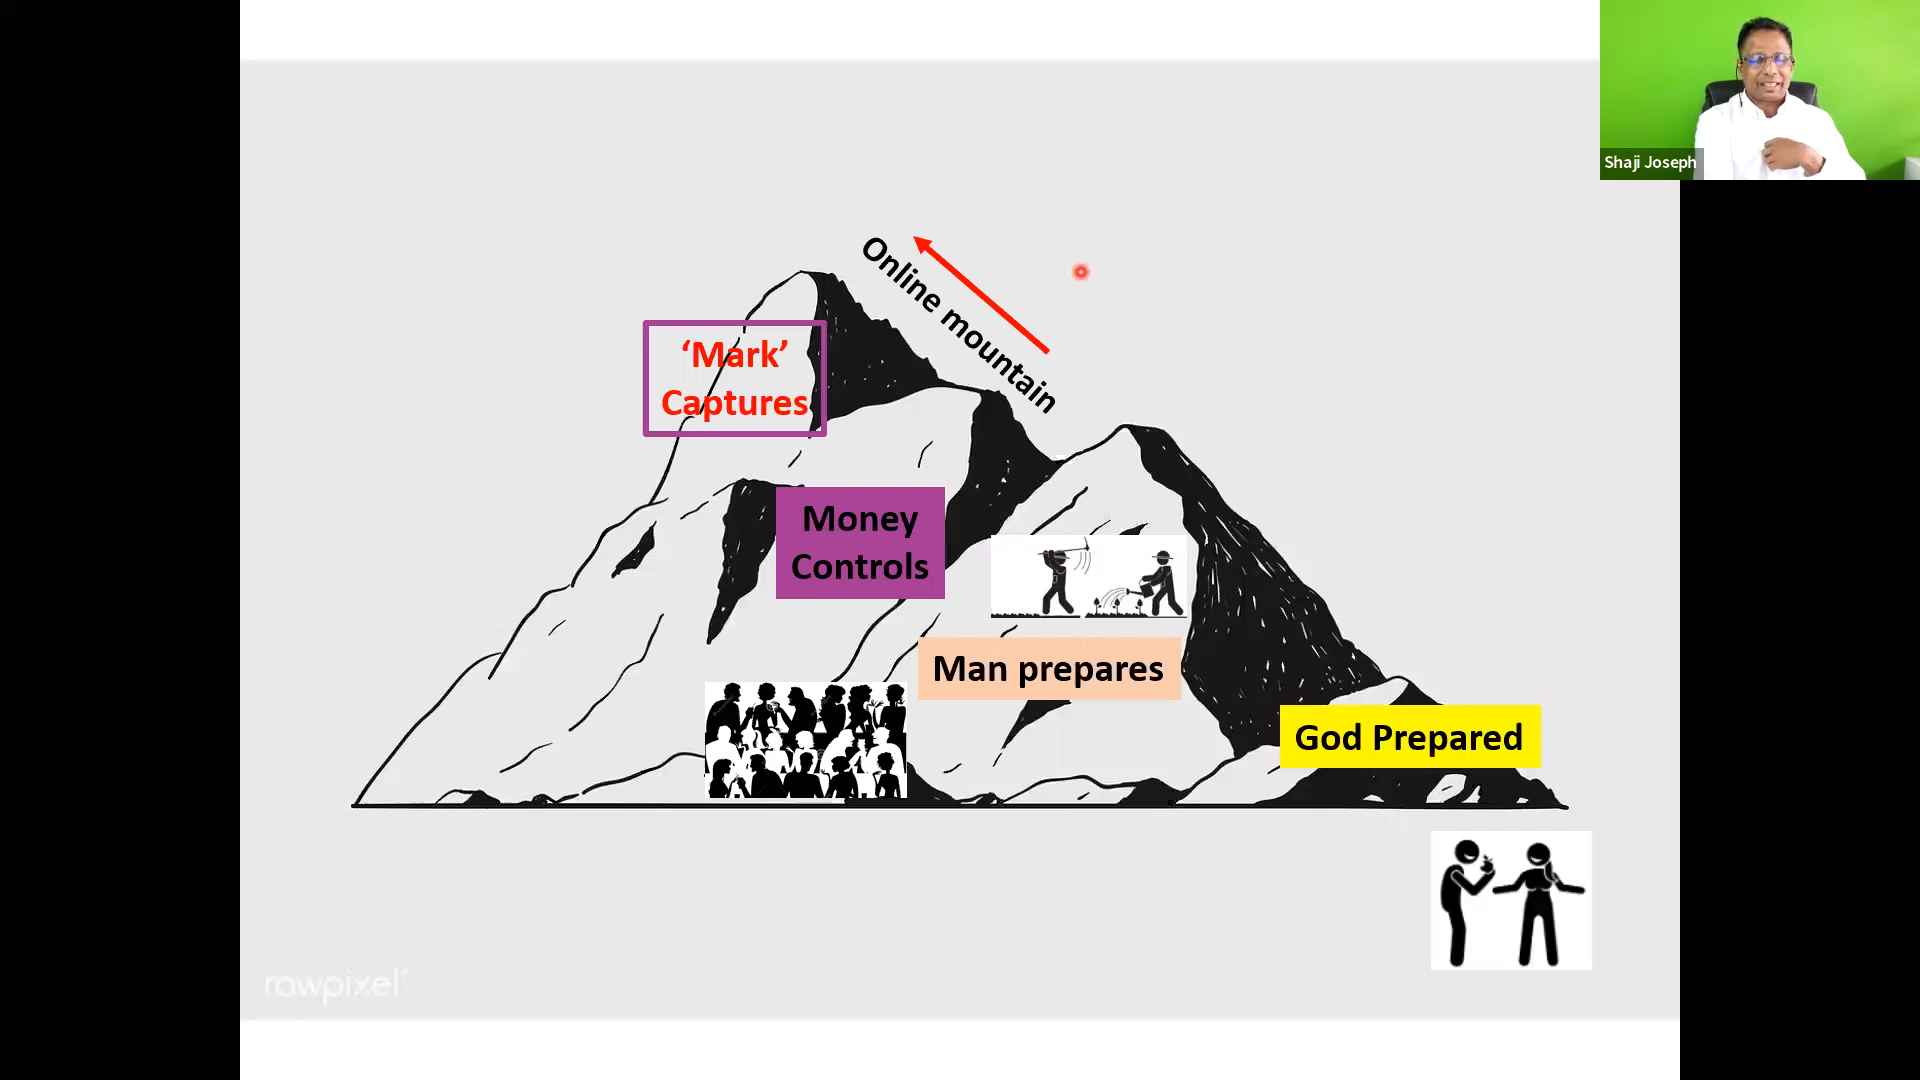 Shaji Joseph
Online mountain
‘Mark’
Captures
Money
Controls
Man prepares
God Prepared
rawpixel